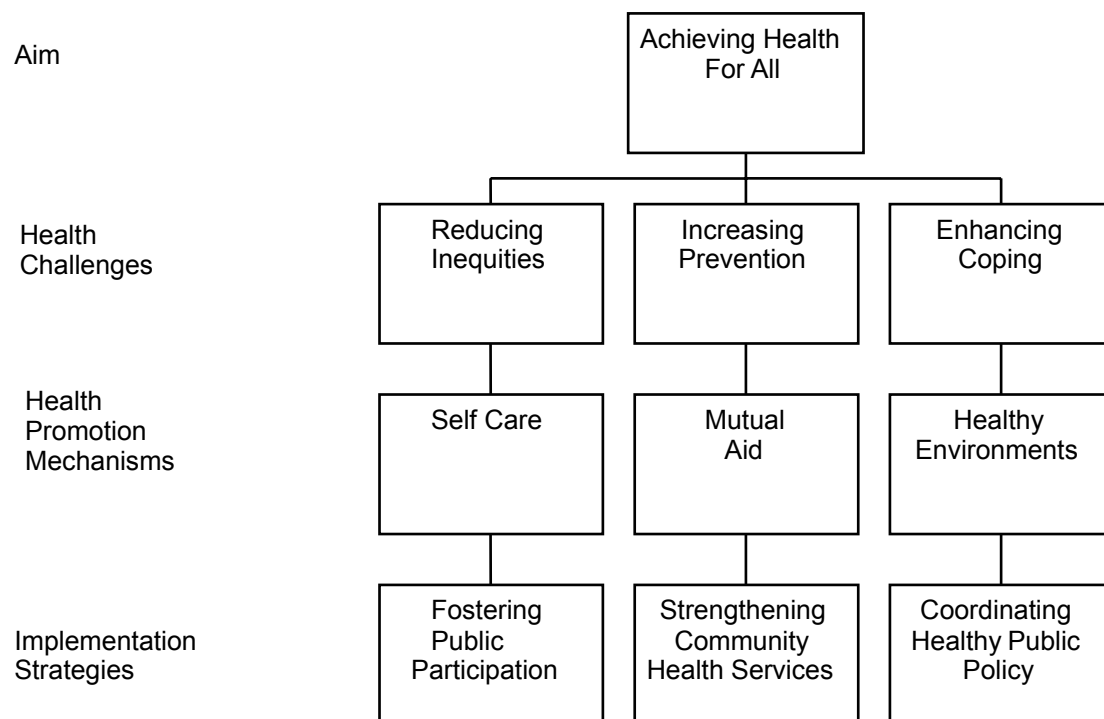 Aim
Achieving Health
For All
Health
Challenges
Reducing
Inequities
Increasing
Prevention
Enhancing
Coping
Health
Promotion
Mechanisms
Self Care
Mutual
Aid
Healthy
Environments
Implementation
Strategies
Fostering
Public
Participation
Strengthening
Community
Health Services
Coordinating
Healthy Public
Policy